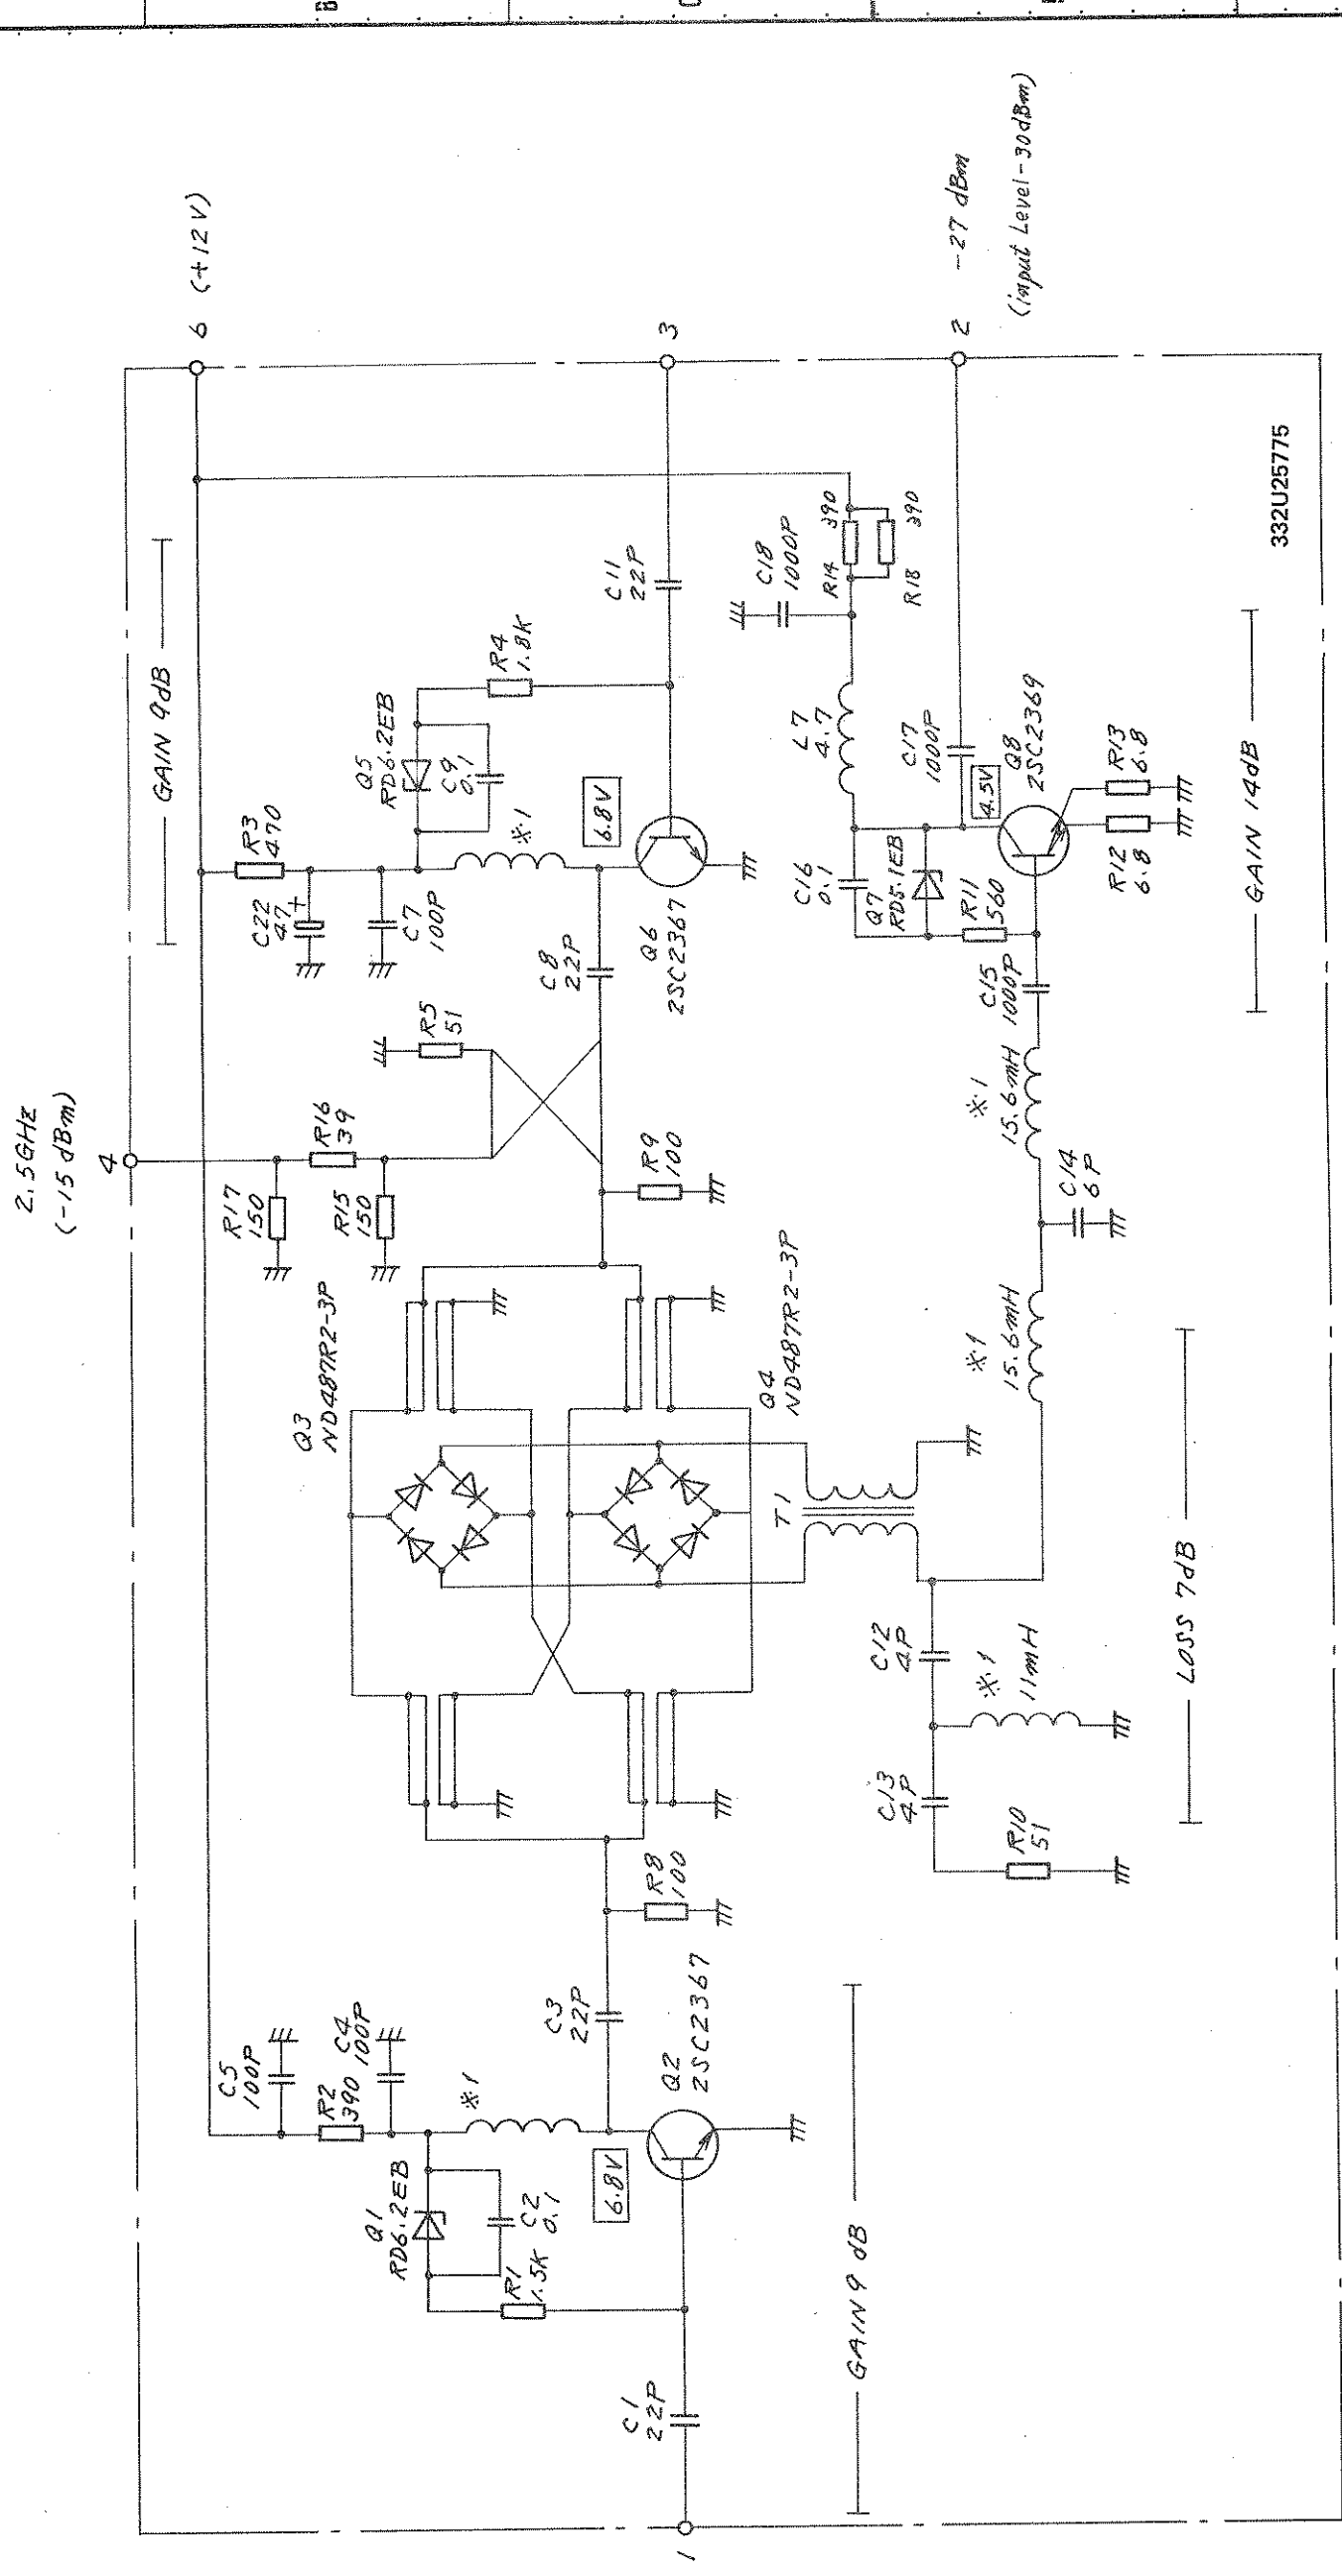 B
2.5GHz
(-15 dBm)
4
6 (+12V)
3
2 -27 dBm
(input Level-30dBm)
1
GAIN 9dB
R3
470
C22
47
+
C7
100P
Q5
RD6.2EB
C9
0.1
R4
1.8K
※1
6.8V
Q6
2SC2367
C8
22P
C11
22P
R5
51
R17
150
R16
39
R15
150
R9
100
Q3
ND487R2-3P
Q4
ND487R2-3P
T1
C18
1000P
R14 390
R18 390
L7
4.7
C17
1000P
4.5V
Q8
2SC2369
C16
0.1
Q7
RD5.1EB
R11
560
R12
6.8
R13
6.8
C15
1000P
※1
15.6mH
C14
6P
※1
15.6mH
C12
4P
※1
11mH
C13
4P
R10
51
R8
100
C3
22P
C5
100P
R2
390
C4
100P
※1
Q1
RD6.2EB
C2
0.1
R1
1.5K
6.8V
Q2
2SC2367
C1
22P
GAIN 9 dB
LOSS 7dB
GAIN 14dB
332U25775